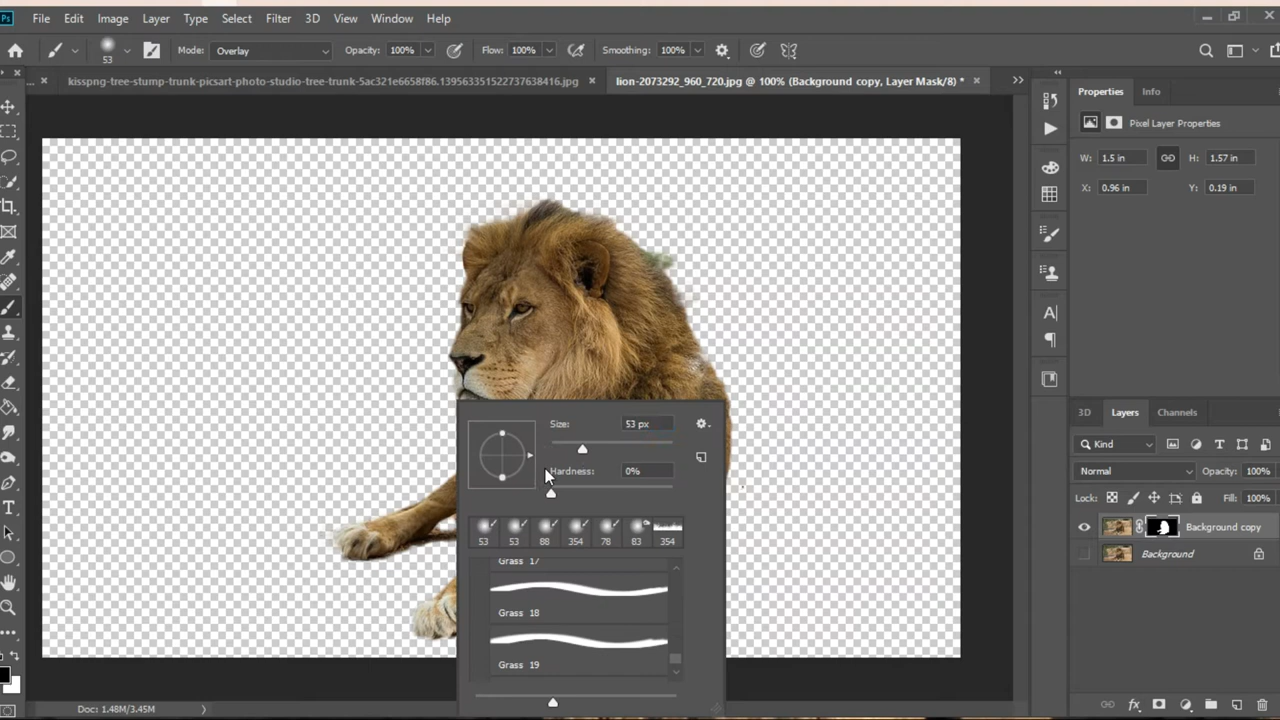 Ps File Edit Image Layer Type Select Filter 3D View Window Help
53 Mode: Overlay Opacity: 100% Flow: 100% Smoothing: 100%
... × kisspng-tree-stump-trunk-picsart-photo-studio-tree-trunk-5ac321e6658f86.1395633515227376384​16.jpg × lion-2073292_960_720.jpg @ 100% (Background copy, Layer Mask/8) * ×
Properties Info
Pixel Layer Properties
W: 1.5 in H: 1.57 in
X: 0.96 in Y: 0.19 in
Size: 53 px
Hardness: 0%
53 53 88 354 78 83 354
Grass 17
Grass 18
Grass 19
3D Layers Channels
Kind
Normal Opacity: 100%
Lock: Fill: 100%
Background copy
Background
Doc: 1.48M/3.45M